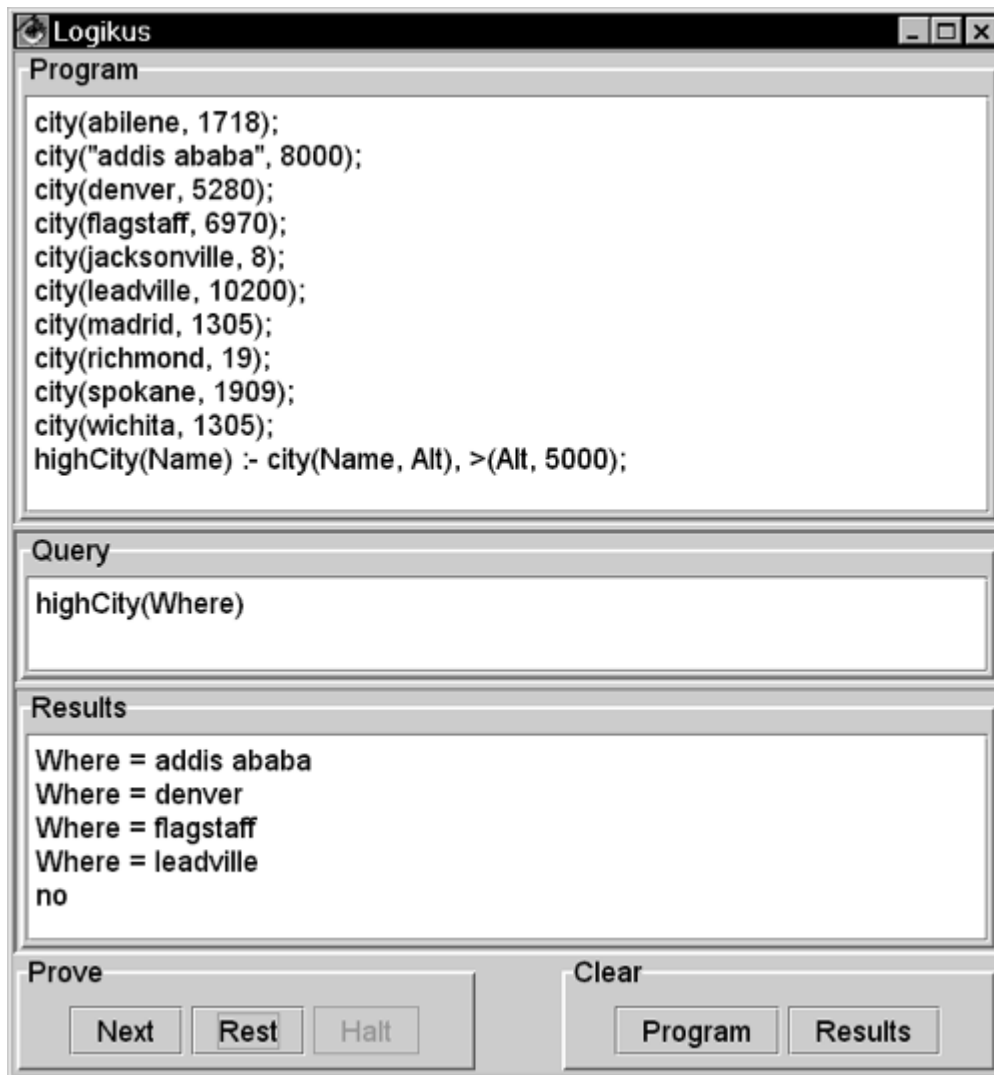 Logikus
Program
city(abilene, 1718);
city("addis ababa", 8000);
city(denver, 5280);
city(flagstaff, 6970);
city(jacksonville, 8);
city(leadville, 10200);
city(madrid, 1305);
city(richmond, 19);
city(spokane, 1909);
city(wichita, 1305);
highCity(Name) :- city(Name, Alt), >(Alt, 5000);
Query
highCity(Where)
Results
Where = addis ababa
Where = denver
Where = flagstaff
Where = leadville
no
Prove
Next Rest Halt
Clear
Program Results